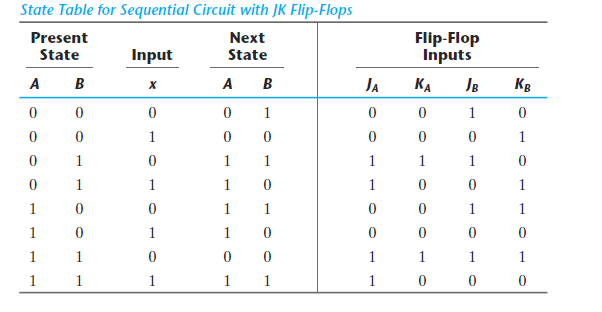 State Table for Sequential Circuit with JK Flip-Flops
Present State Input Next State Flip-Flop Inputs
A B x A B JA KA JB KB
0 0 0 0 1 0 0 1 0
0 0 1 0 0 0 0 0 1
0 1 0 1 1 1 1 1 0
0 1 1 1 0 1 0 0 1
1 0 0 1 1 0 0 1 1
1 0 1 1 0 0 0 0 0
1 1 0 0 0 1 1 1 1
1 1 1 1 1 1 0 0 0